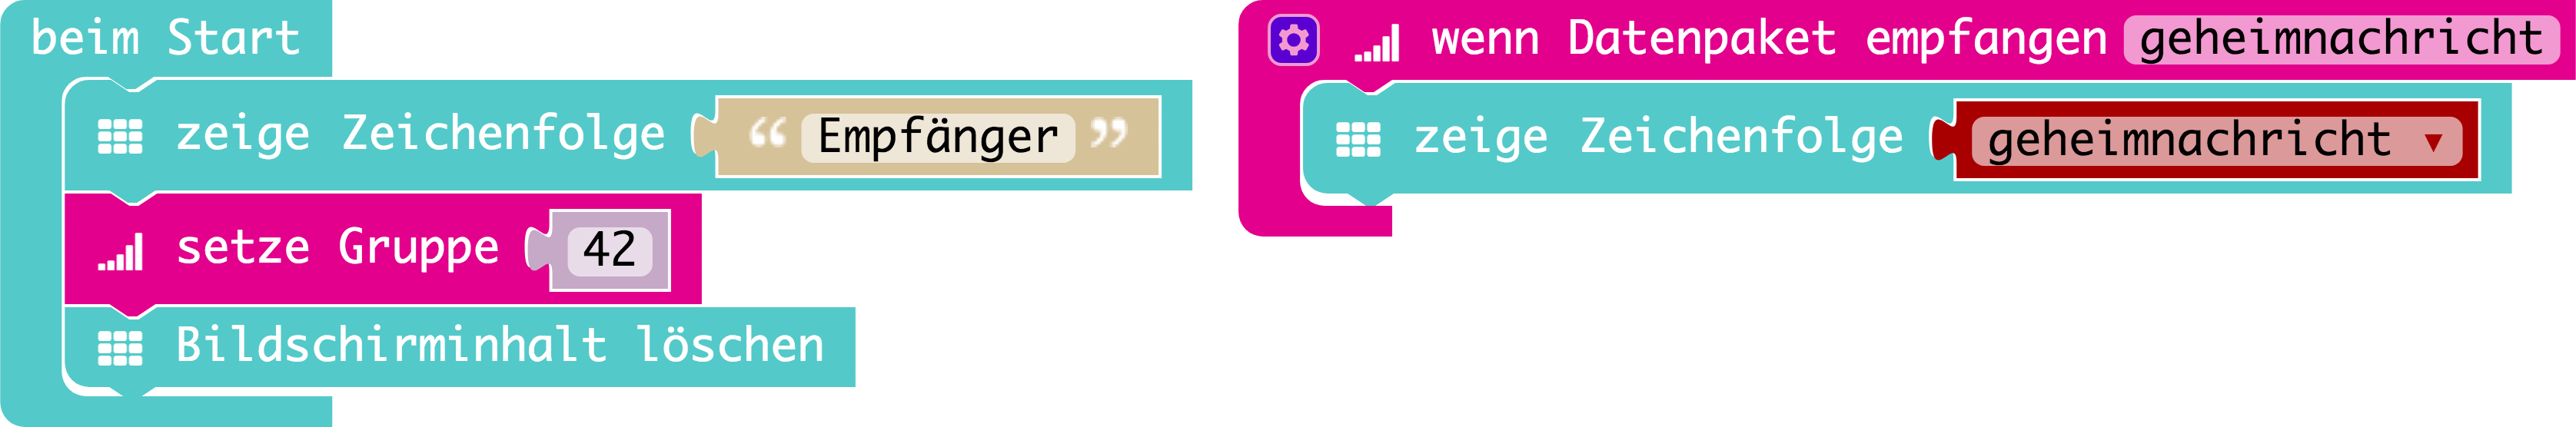 beim Start
zeige Zeichenfolge “ Empfänger ”
setze Gruppe 42
Bildschirminhalt löschen
wenn Datenpaket empfangen geheimnachricht
zeige Zeichenfolge geheimnachricht ▼